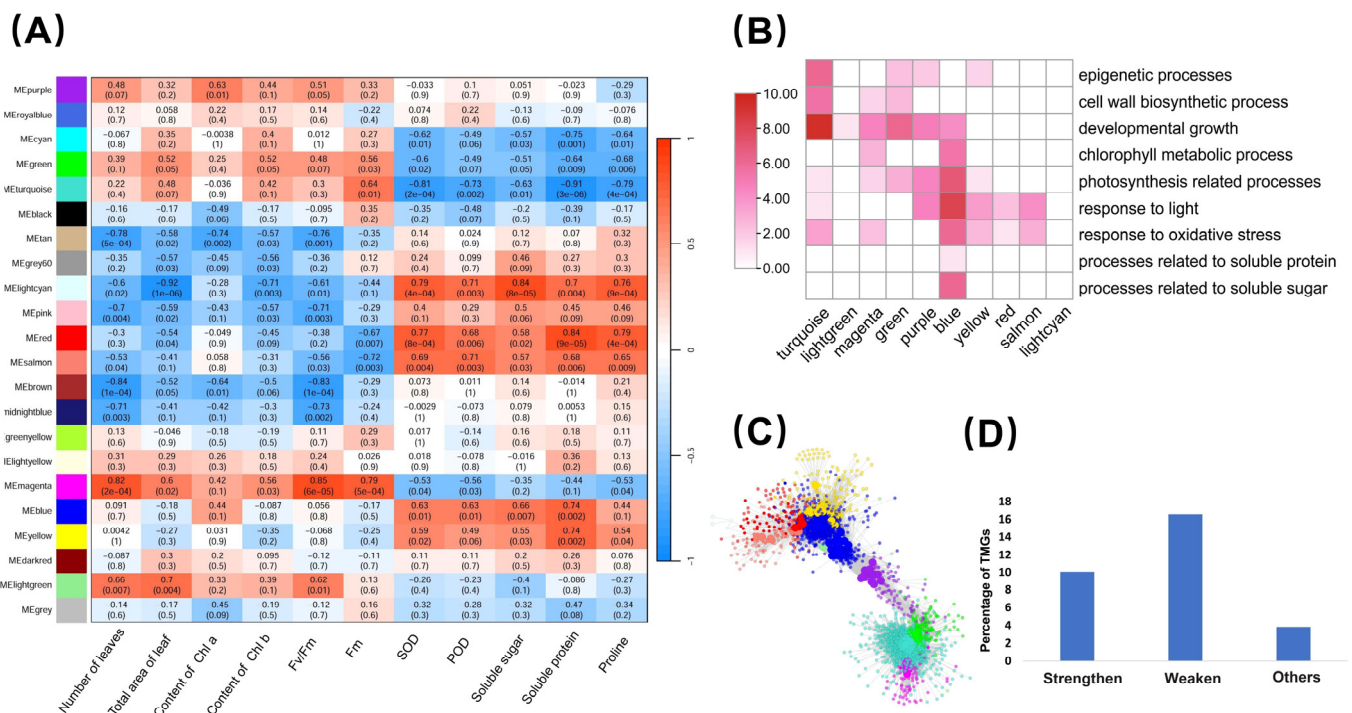 (A)
MEpurple 0.48 0.32 0.63 0.44 0.51 0.33 −0.033 0.1 0.051 −0.023 −0.29
(0.07) (0.2) (0.01) (0.1) (0.05) (0.2) (0.9) (0.7) (0.9) (0.9) (0.3)
MEroyalblue 0.12 0.058 0.22 0.17 0.14 −0.22 0.074 0.22 −0.13 −0.09 −0.076
(0.7) (0.8) (0.4) (0.5) (0.6) (0.4) (0.8) (0.4) (0.6) (0.7) (0.8)
MEcyan −0.067 0.35 −0.0038 0.4 0.012 0.27 −0.62 −0.49 −0.57 −0.75 −0.64
(0.8) (0.2) (1) (0.1) (1) (0.3) (0.01) (0.06) (0.03) (0.001) (0.01)
MEgreen 0.39 0.52 0.25 0.52 0.48 0.56 −0.6 −0.49 −0.51 −0.64 −0.68
(0.1) (0.05) (0.4) (0.05) (0.07) (0.03) (0.02) (0.07) (0.05) (0.009) (0.006)
MEturquoise 0.22 0.48 −0.036 0.42 0.3 0.64 −0.81 −0.73 −0.63 −0.91 −0.79
(0.4) (0.07) (0.9) (0.1) (0.3) (0.01) (2e−04) (0.002) (0.01) (3e−06) (4e−04)
MEblack −0.16 −0.17 −0.49 −0.17 −0.095 0.35 −0.35 −0.48 −0.2 −0.39 −0.17
(0.6) (0.6) (0.06) (0.5) (0.7) (0.2) (0.2) (0.07) (0.5) (0.1) (0.5)
MEtan −0.78 −0.58 −0.74 −0.57 −0.76 −0.35 0.14 0.024 0.12 0.07 0.32
(5e−04) (0.02) (0.002) (0.03) (0.001) (0.2) (0.6) (0.9) (0.7) (0.8) (0.3)
MEgrey60 −0.35 −0.57 −0.45 −0.56 −0.36 0.12 0.24 0.099 0.46 0.27 0.3
(0.2) (0.03) (0.09) (0.03) (0.2) (0.7) (0.4) (0.7) (0.09) (0.3) (0.3)
MElightcyan −0.6 −0.92 −0.28 −0.71 −0.61 −0.44 0.79 0.71 0.84 0.7 0.76
(0.02) (1e−06) (0.3) (0.003) (0.01) (0.1) (4e−04) (0.003) (8e−05) (0.004) (9e−04)
MEpink −0.7 −0.59 −0.43 −0.57 −0.71 −0.29 0.4 0.29 0.5 0.45 0.46
(0.004) (0.02) (0.1) (0.03) (0.003) (0.3) (0.1) (0.3) (0.06) (0.09) (0.09)
MEred −0.3 −0.54 −0.049 −0.45 −0.38 −0.67 0.77 0.68 0.58 0.84 0.79
(0.3) (0.04) (0.9) (0.1) (0.2) (0.007) (8e−04) (0.006) (0.02) (9e−05) (4e−04)
MEsalmon −0.53 −0.41 0.058 −0.31 −0.56 −0.72 0.69 0.71 0.57 0.68 0.65
(0.04) (0.1) (0.8) (0.3) (0.03) (0.003) (0.004) (0.003) (0.03) (0.006) (0.009)
MEbrown −0.84 −0.52 −0.64 −0.5 −0.83 −0.29 0.073 0.011 0.14 −0.014 0.21
(1e−04) (0.05) (0.01) (0.06) (1e−04) (0.3) (0.8) (1) (0.6) (1) (0.4)
midnightblue −0.71 −0.41 −0.42 −0.3 −0.73 −0.24 −0.0029 −0.073 0.079 0.0053 0.15
(0.003) (0.1) (0.1) (0.3) (0.002) (0.4) (1) (0.8) (0.8) (1) (0.6)
greenyellow 0.13 −0.046 −0.18 −0.19 0.11 0.29 0.017 −0.14 0.16 0.18 0.11
(0.6) (0.9) (0.5) (0.5) (0.7) (0.3) (1) (0.6) (0.6) (0.5) (0.7)
IElightyellow 0.31 0.29 0.26 0.18 0.24 0.026 0.018 −0.078 −0.016 0.36 0.13
(0.3) (0.3) (0.3) (0.5) (0.4) (0.9) (0.9) (0.8) (1) (0.2) (0.6)
MEmagenta 0.82 0.6 0.42 0.56 0.85 0.79 −0.53 −0.56 −0.35 −0.44 −0.53
(2e−04) (0.02) (0.1) (0.03) (6e−05) (5e−04) (0.04) (0.03) (0.2) (0.1) (0.04)
MEblue 0.091 −0.18 0.44 −0.087 0.056 −0.17 0.63 0.63 0.66 0.74 0.44
(0.7) (0.5) (0.1) (0.8) (0.8) (0.5) (0.01) (0.01) (0.007) (0.002) (0.1)
MEyellow 0.0042 −0.27 0.031 −0.35 −0.068 −0.25 0.59 0.49 0.55 0.74 0.54
(1) (0.3) (0.9) (0.2) (0.8) (0.4) (0.02) (0.06) (0.03) (0.002) (0.04)
MEdarkred −0.087 0.3 0.2 0.095 −0.12 −0.11 0.11 0.11 0.2 0.26 0.076
(0.8) (0.3) (0.5) (0.7) (0.7) (0.7) (0.7) (0.7) (0.5) (0.3) (0.8)
MElightgreen 0.66 0.7 0.33 0.39 0.62 0.13 −0.26 −0.23 −0.4 −0.086 −0.27
(0.007) (0.004) (0.2) (0.1) (0.01) (0.6) (0.3) (0.4) (0.1) (0.8) (0.3)
MEgrey 0.14 0.17 0.45 0.19 0.12 0.16 0.32 0.28 0.32 0.47 0.34
(0.6) (0.5) (0.09) (0.5) (0.7) (0.6) (0.3) (0.3) (0.2) (0.08) (0.2)
Number of leaves
Total area of leaf
Content of Chl a
Content of Chl b
Fv/Fm
Fm
SOD
POD
Soluble sugar
Soluble protein
Proline
1
0.5
0
−0.5
−1
(B)
10.00
8.00
6.00
4.00
2.00
0.00
epigenetic processes
cell wall biosynthetic process
developmental growth
chlorophyll metabolic process
photosynthesis related processes
response to light
response to oxidative stress
processes related to soluble protein
processes related to soluble sugar
turquoise
lightgreen
magenta
green
purple
blue
yellow
red
salmon
lightcyan
(C)
(D)
Percentage of TMGs
18
16
14
12
10
8
6
4
2
0
Strengthen
Weaken
Others